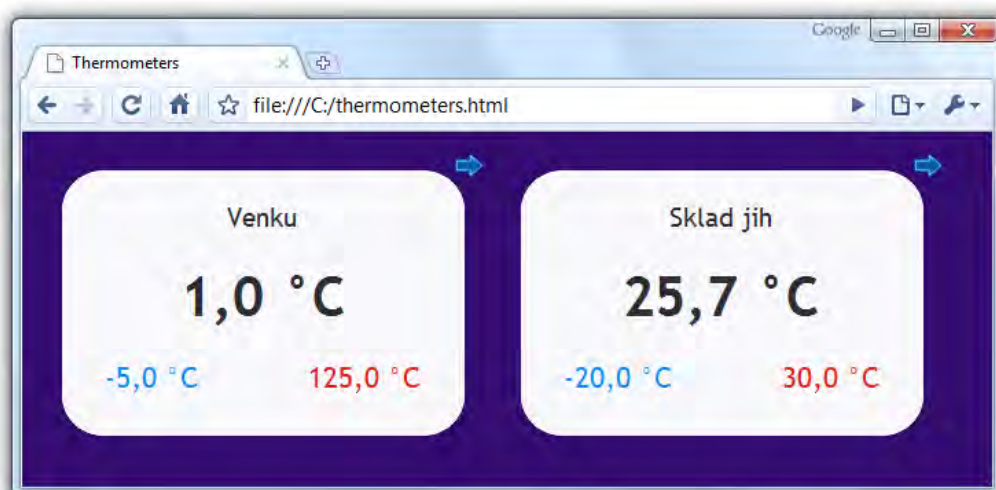 Google
Thermometers
file:///C:/thermometers.html
Venku
1,0 °C
-5,0 °C 125,0 °C
Sklad jih
25,7 °C
-20,0 °C 30,0 °C